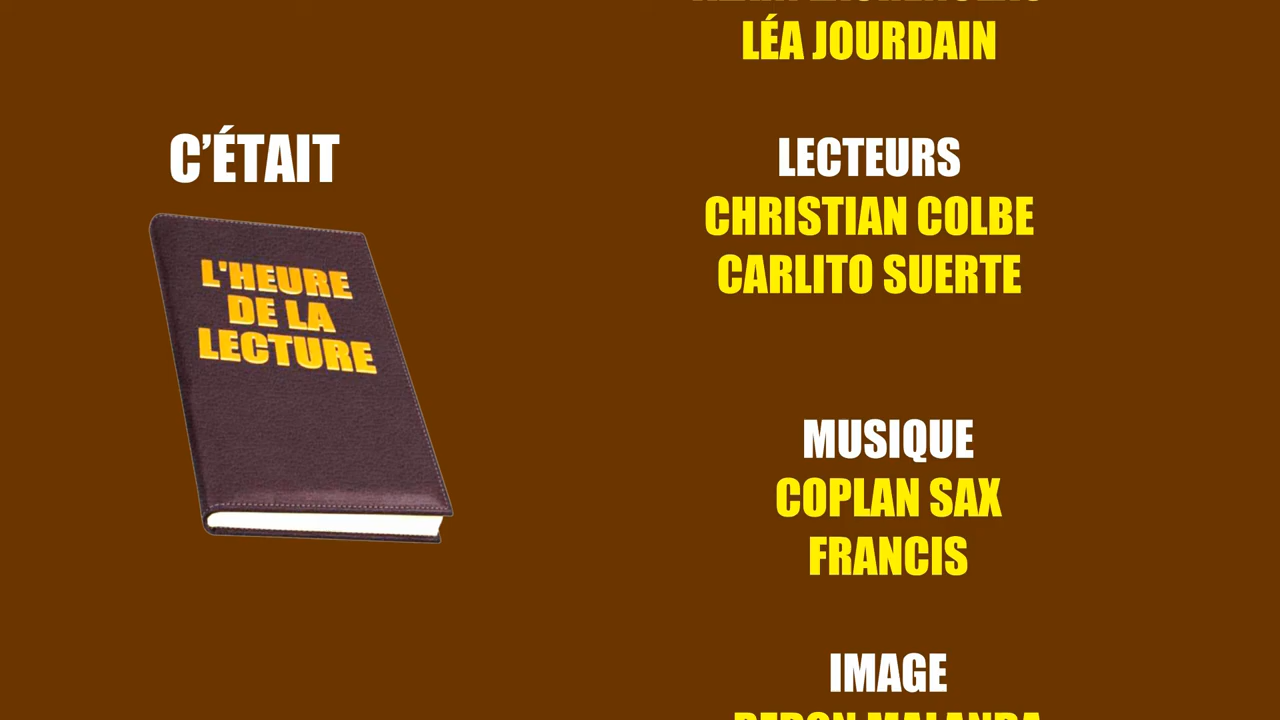 C'ÉTAIT
L'HEURE
DE LA
LECTURE
LÉA JOURDAIN
LECTEURS
CHRISTIAN COLBE
CARLITO SUERTE
MUSIQUE
COPLAN SAX
FRANCIS
IMAGE